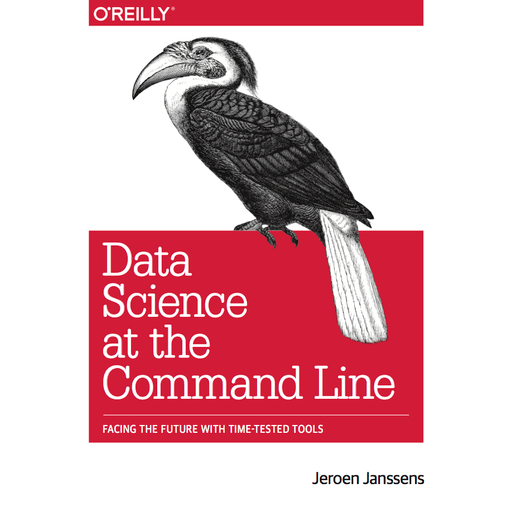 O'REILLY®
Data
Science
at the
Command Line
FACING THE FUTURE WITH TIME-TESTED TOOLS
Jeroen Janssens